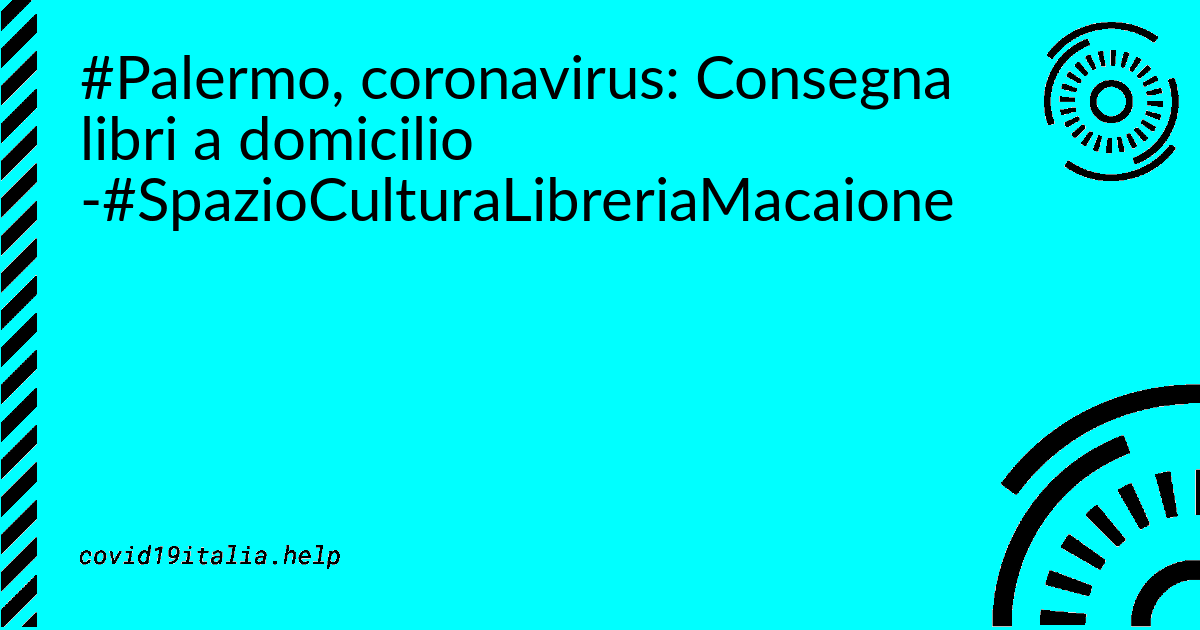 #Palermo, coronavirus: Consegna
libri a domicilio
-#SpazioCulturaLibreriaMacaione
covid19italia.help